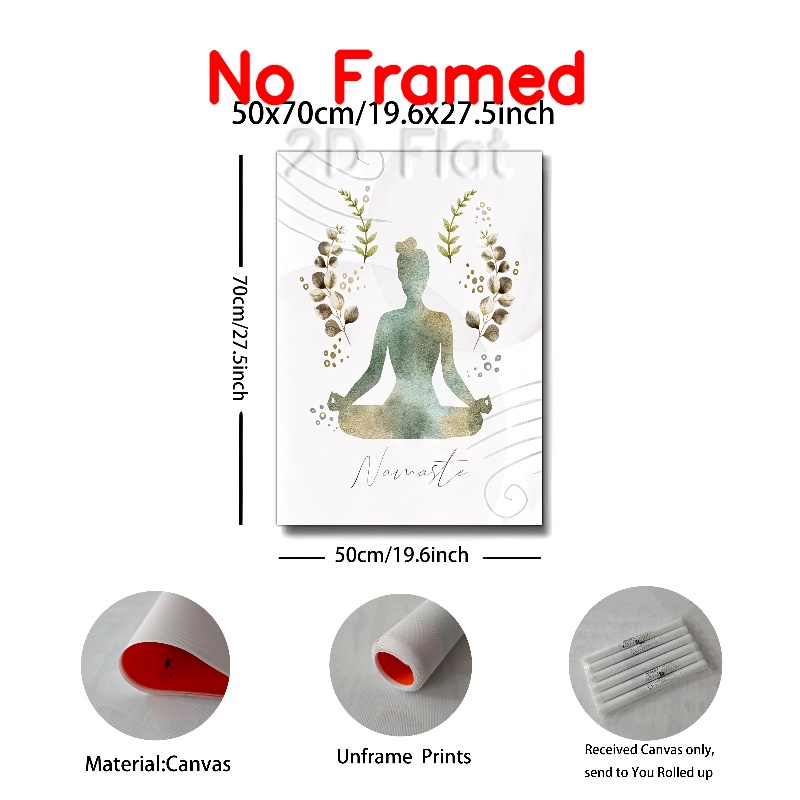 No Framed
50x70cm/19.6x27.5inch
2D Flat
70cm/27.5inch
Namaste
50cm/19.6inch
Material:Canvas
Unframe Prints
Received Canvas only,
send to You Rolled up